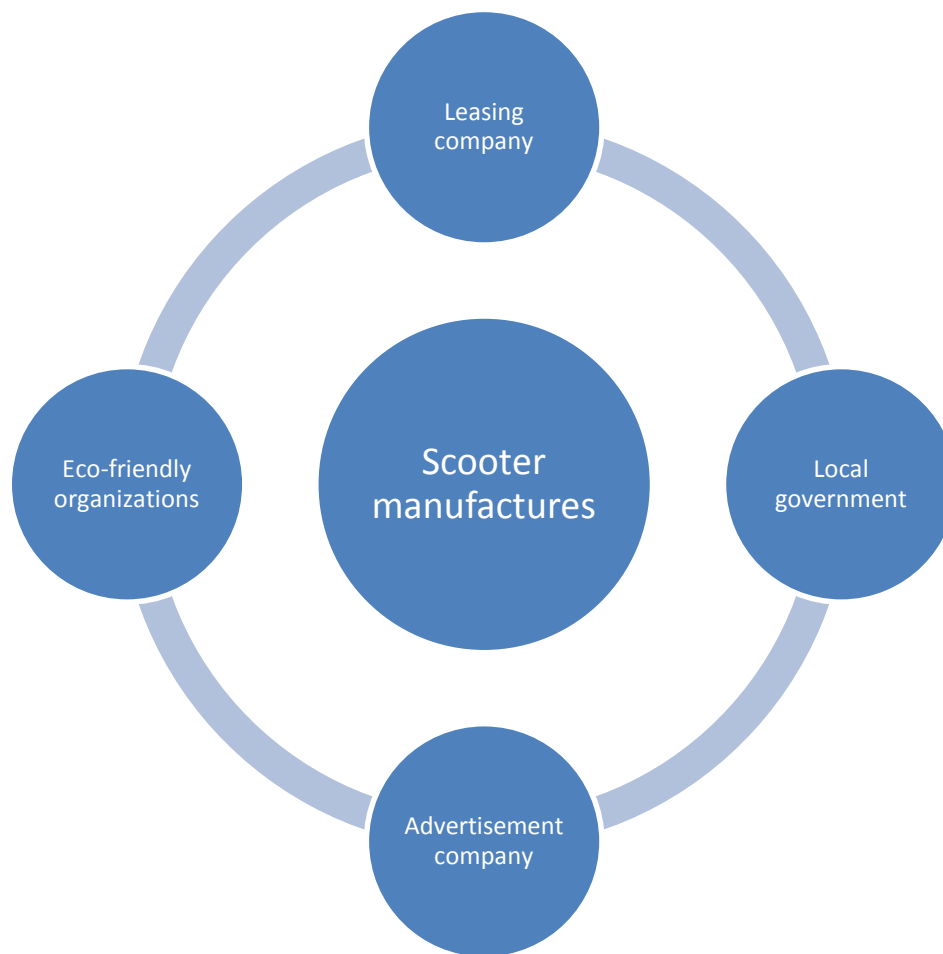 Leasing
company
Eco-friendly
organizations
Scooter
manufactures
Local
government
Advertisement
company